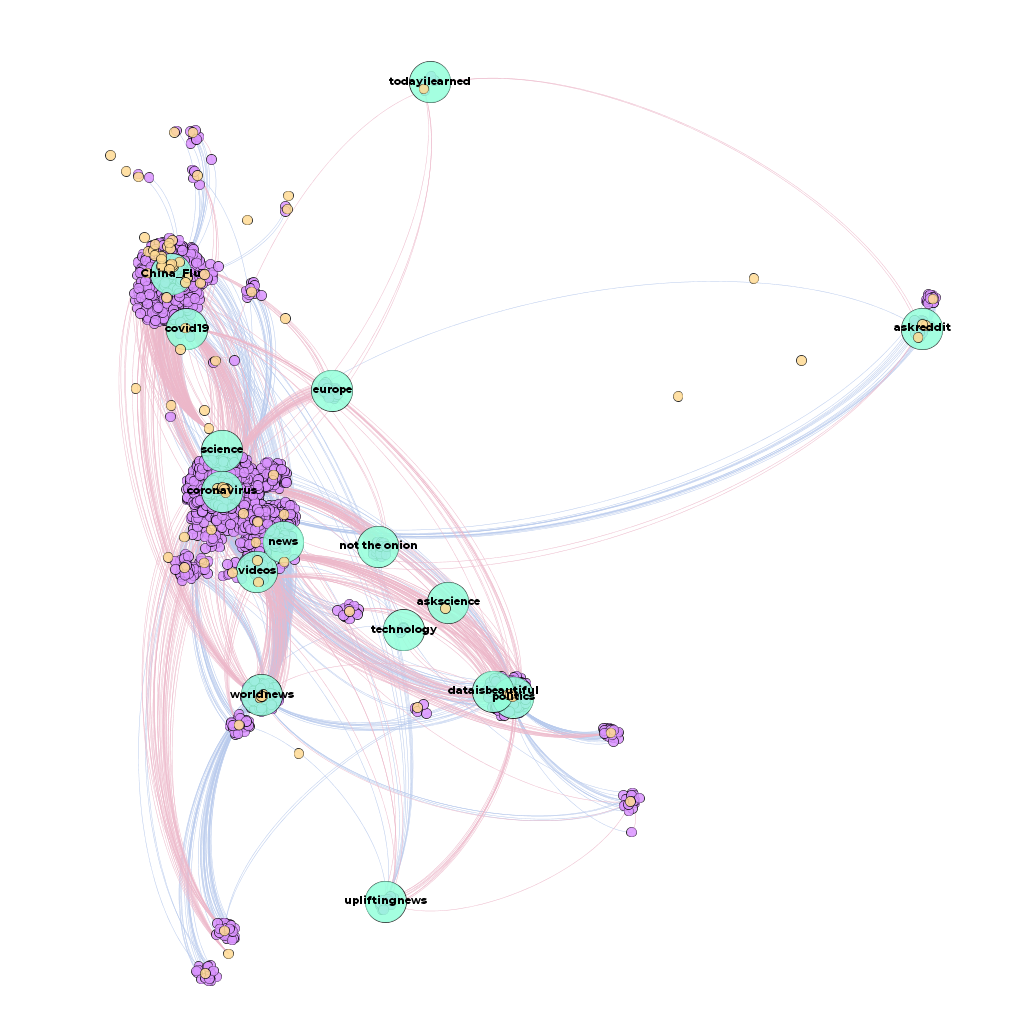 todayilearned
China_Flu
covid19
askreddit
europe
science
coronavirus
news
not the onion
videos
askscience
technology
dataisbeautiful
worldnews
politics
upliftingnews